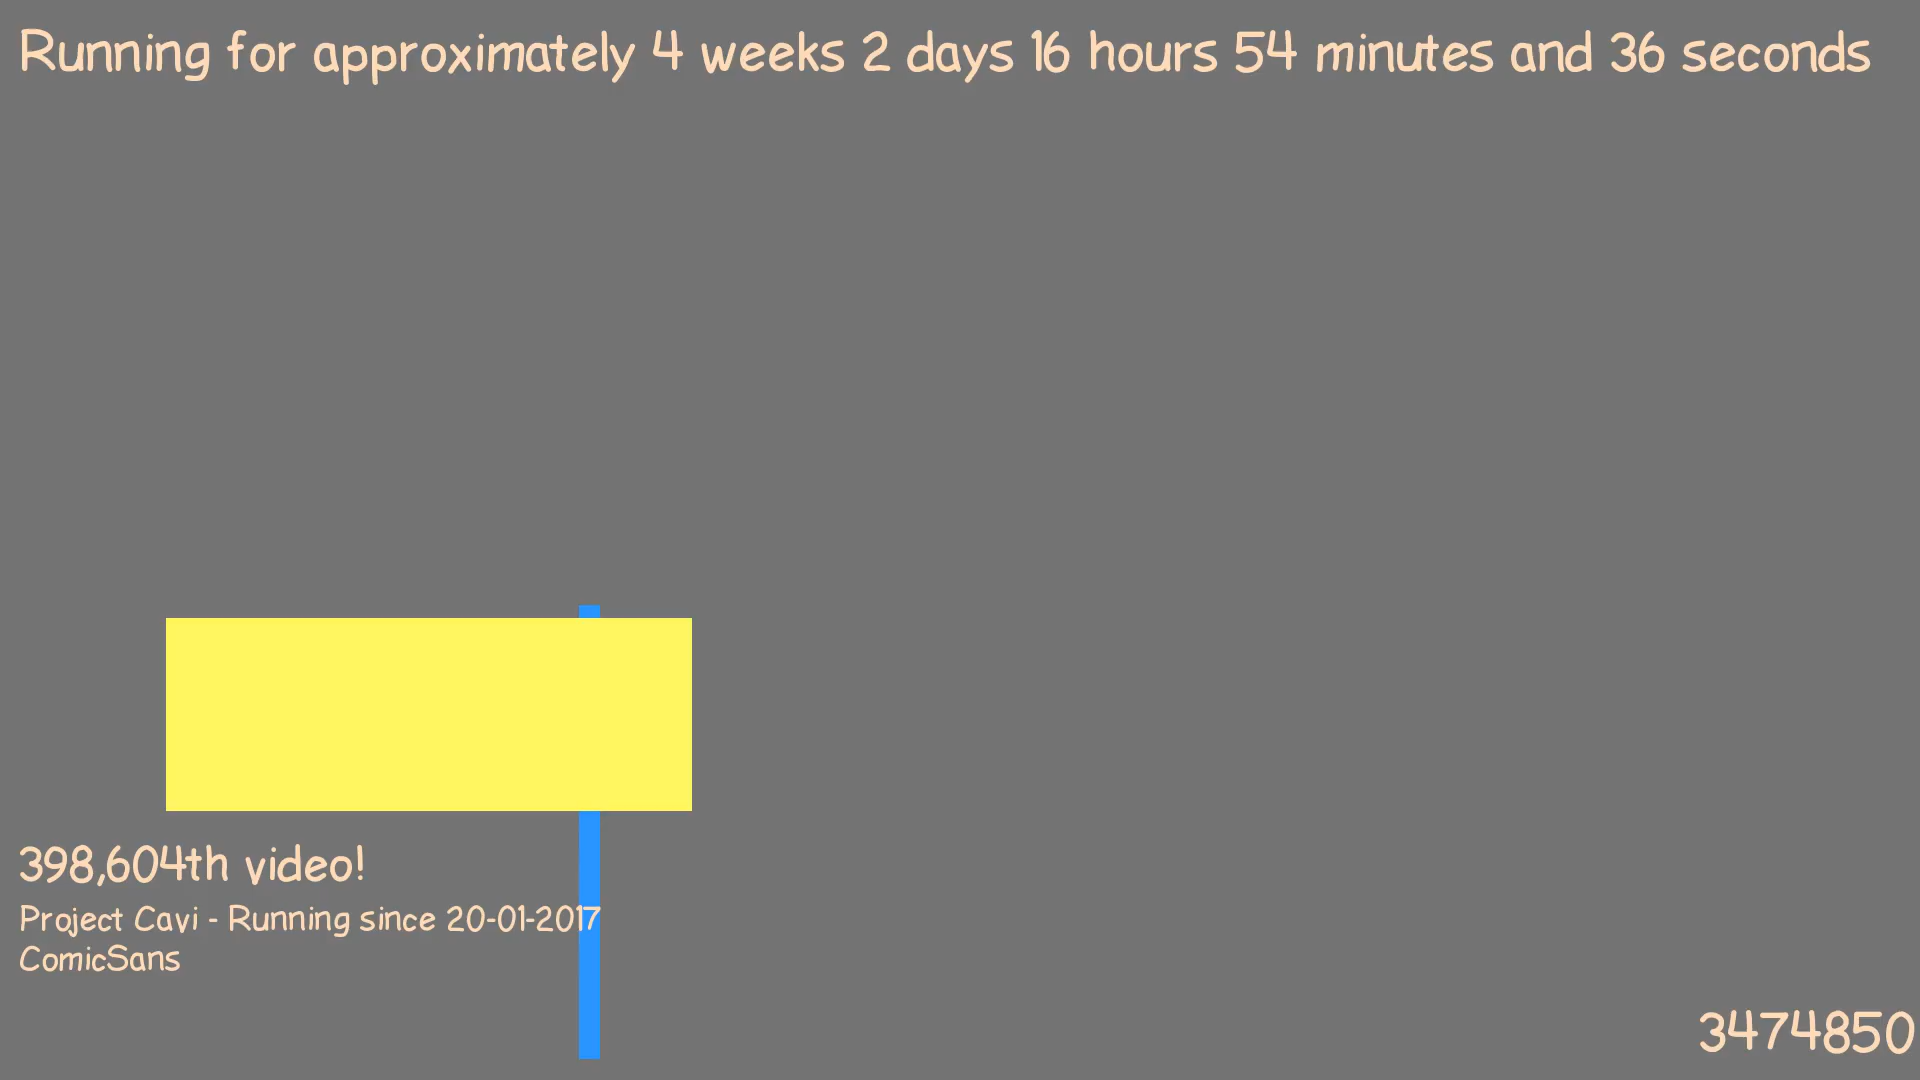 Running for approximately 4 weeks 2 days 16 hours 54 minutes and 36 seconds
398,604th video!
Project Cavi - Running since 20-01-2017
ComicSans
3474850